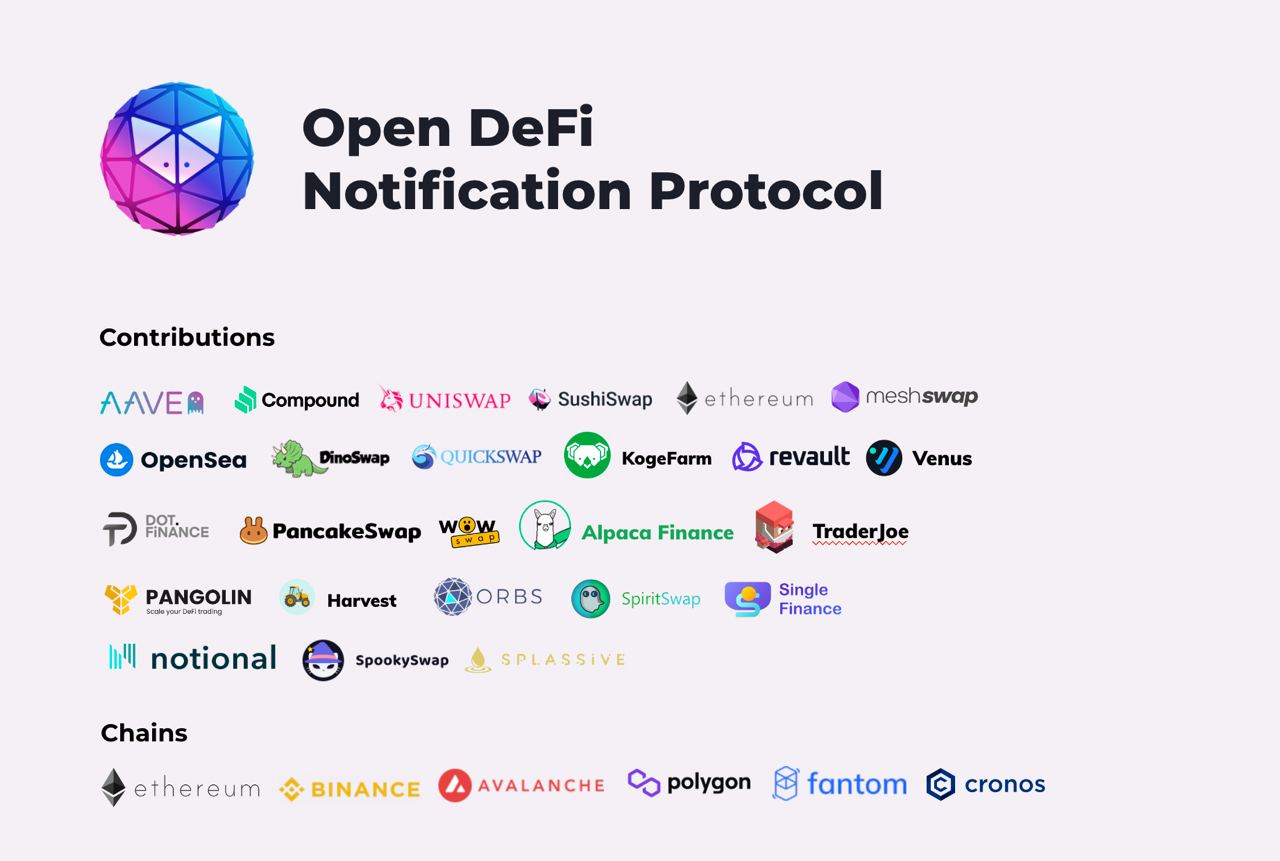 Open DeFi
Notification Protocol
Contributions
AAVE Compound UNISWAP SushiSwap ethereum meshswap
OpenSea DinoSwap QUICKSWAP KogeFarm revault Venus
DOT.
FiNANCE
PancakeSwap WOW
swap
Alpaca Finance TraderJoe
PANGOLIN
Scale your DeFi trading
Harvest ORBS SpiritSwap Single
Finance
notional SpookySwap SPLASSiVE
Chains
ethereum BINANCE AVALANCHE polygon fantom cronos